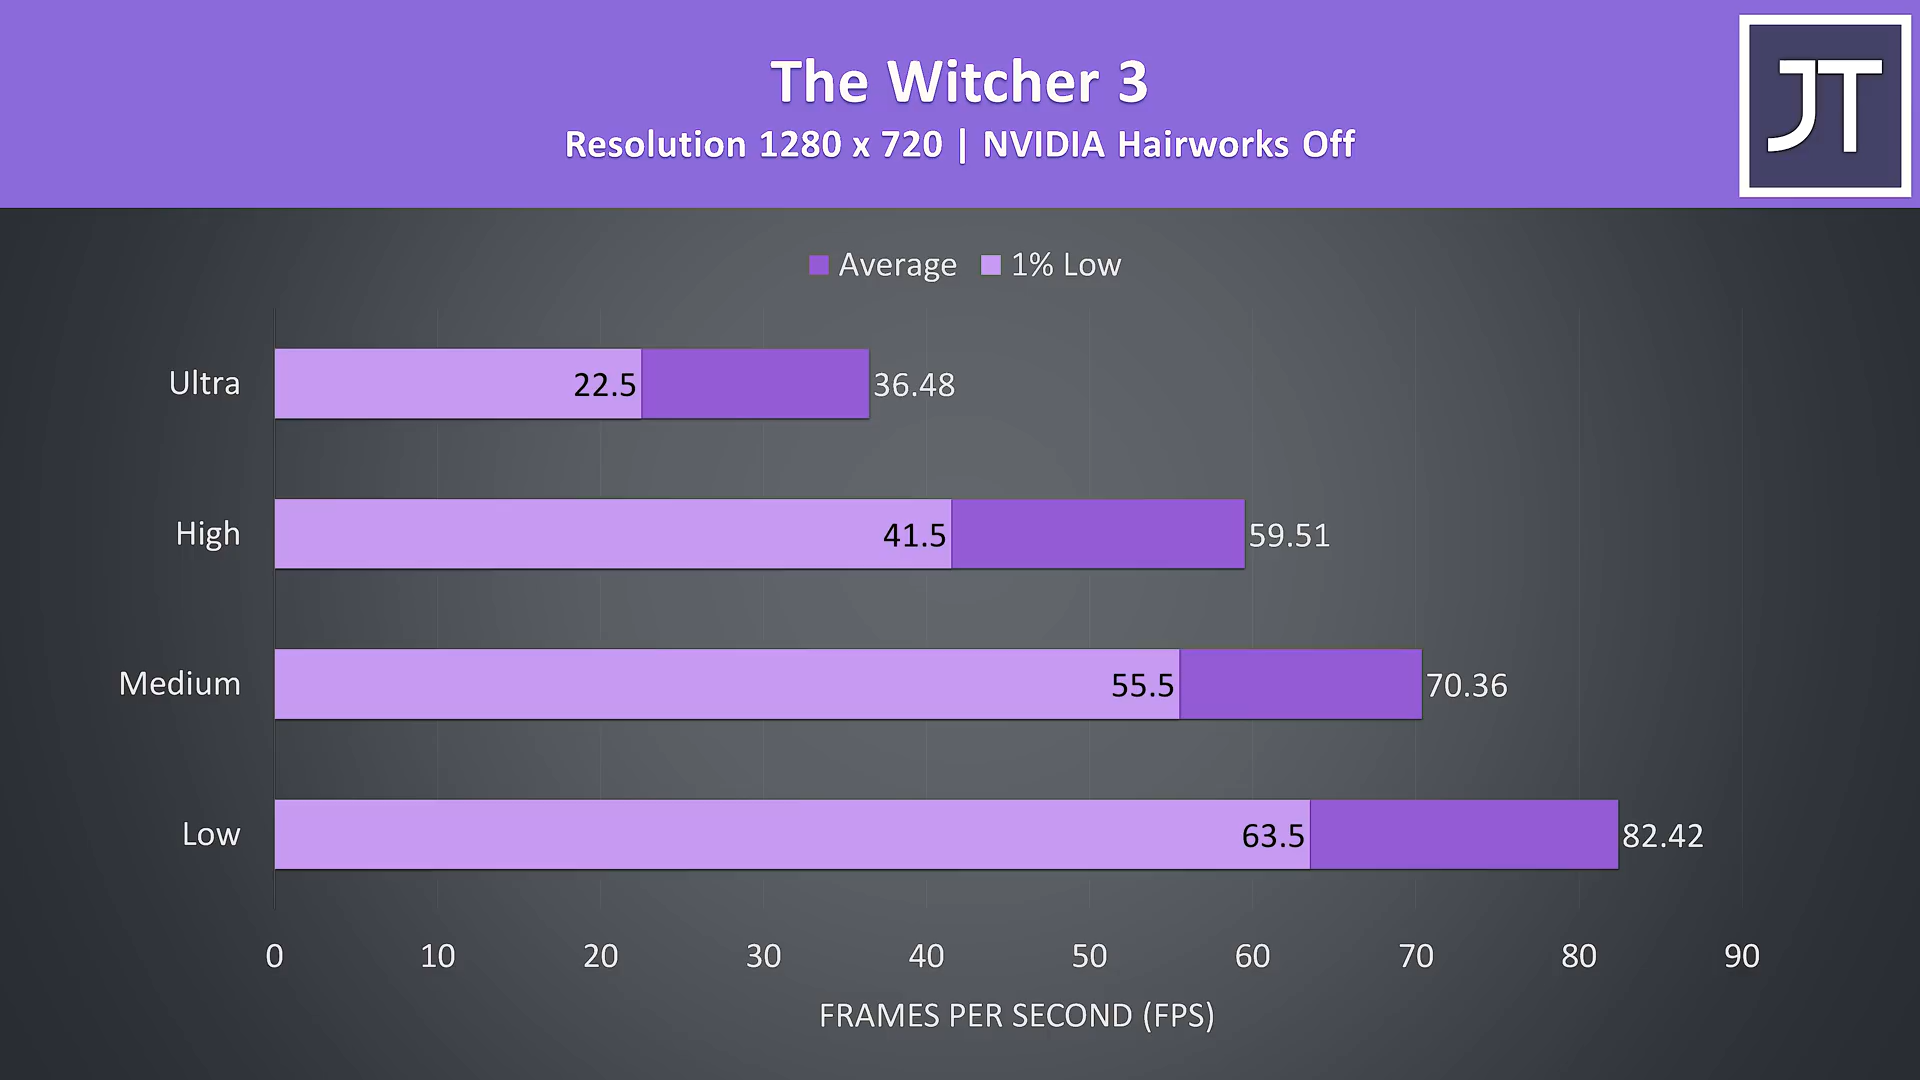 The Witcher 3
Resolution 1280 x 720 | NVIDIA Hairworks Off
JT
Average 1% Low
Ultra 22.5 36.48
High 41.5 59.51
Medium 55.5 70.36
Low 63.5 82.42
0 10 20 30 40 50 60 70 80 90
FRAMES PER SECOND (FPS)